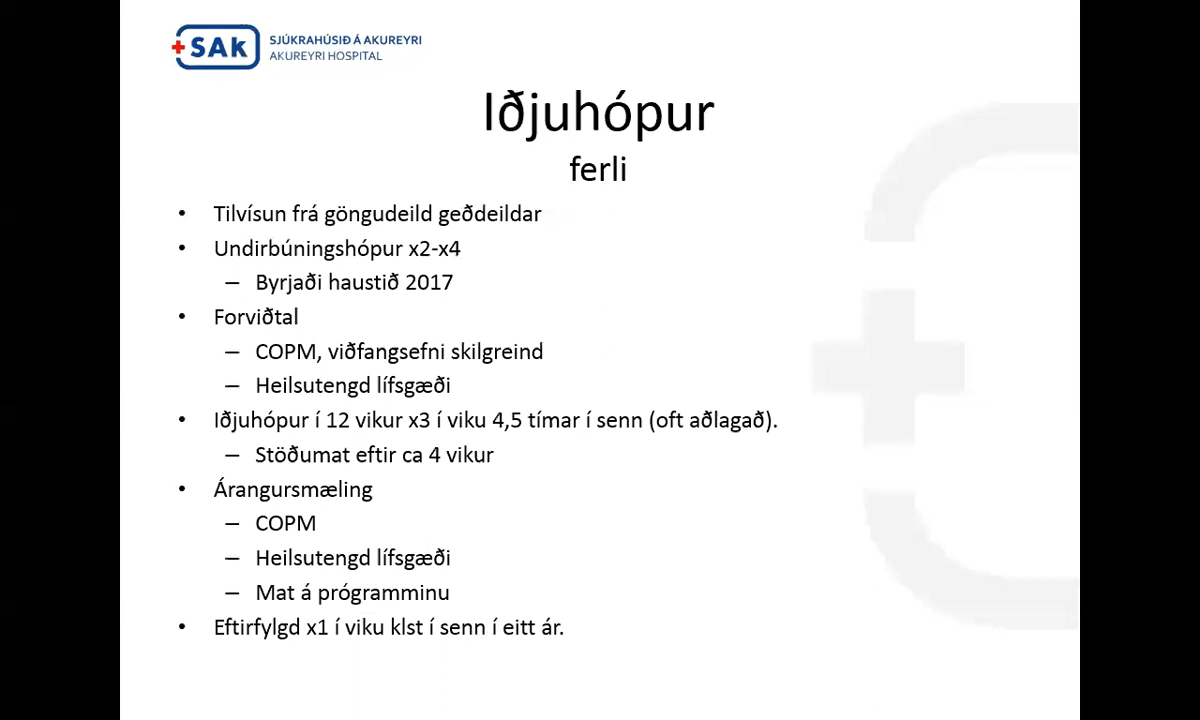 SAK
SJÚKRAHÚSIÐ Á AKUREYRI
AKUREYRI HOSPITAL
Iðjuhópur
ferli
• Tilvísun frá göngudeild geðdeildar
• Undirbúningshópur x2-x4
– Byrjaði haustið 2017
• Forviðtal
– COPM, viðfangsefni skilgreind
– Heilsutengd lífsgæði
• Iðjuhópur í 12 vikur x3 í viku 4,5 tímar í senn (oft aðlagað).
– Stöðumat eftir ca 4 vikur
• Árangursmæling
– COPM
– Heilsutengd lífsgæði
– Mat á prógramminu
• Eftirfylgd x1 í viku klst í senn í eitt ár.